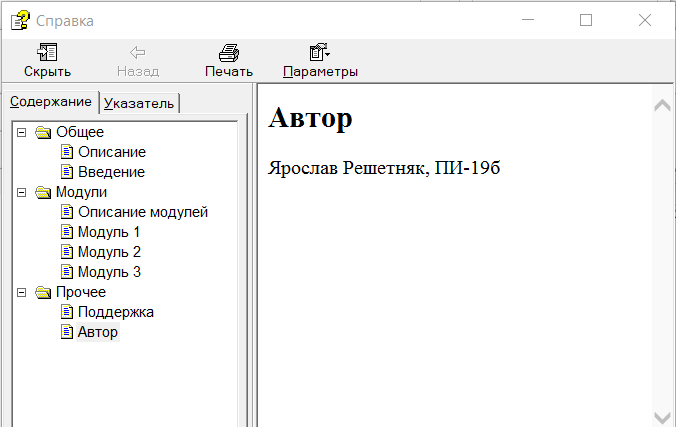 Справка
Скрыть Назад Печать Параметры
Содержание Указатель
Общее
Описание
Введение
Модули
Описание модулей
Модуль 1
Модуль 2
Модуль 3
Прочее
Поддержка
Автор
Автор
Ярослав Решетняк, ПИ-19б